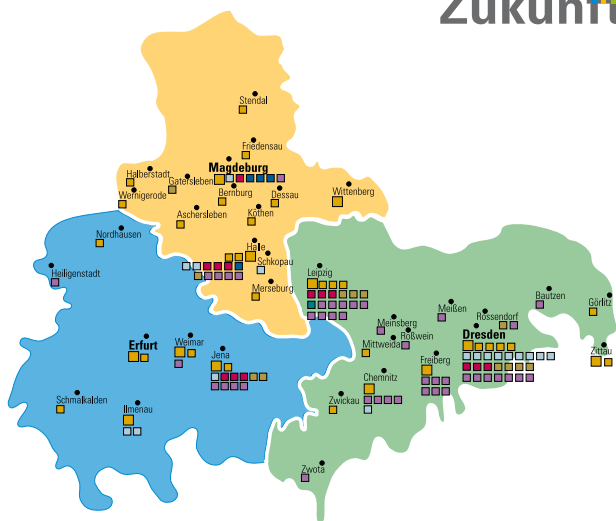 Zukunft
Stendal
Friedensau
Magdeburg
Halberstadt
Gatersleben
Wernigerode
Bernburg
Dessau
Wittenberg
Aschersleben
Köthen
Nordhausen
Halle
Schkopau
Heiligenstadt
Leipzig
Merseburg
Bautzen
Görlitz
Meißen
Rossendorf
Meinsberg
Roßwein
Dresden
Mittweida
Erfurt
Weimar
Jena
Zittau
Freiberg
Chemnitz
Schmalkalden
Zwickau
Ilmenau
Zwota